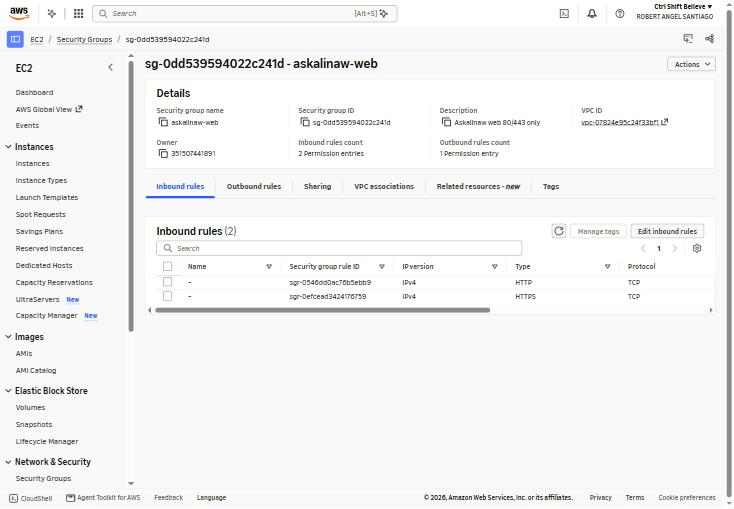 aws
Search
[Alt+S]
Ctrl Shift Believe ▼
ROBERT ANGEL SANTIAGO
EC2 / Security Groups / sg-0dd539594022c241d
EC2
Dashboard
AWS Global View
Events
Instances
Instances
Instance Types
Launch Templates
Spot Requests
Savings Plans
Reserved Instances
Dedicated Hosts
Capacity Reservations
UltraServers New
Capacity Manager New
Images
AMIs
AMI Catalog
Elastic Block Store
Volumes
Snapshots
Lifecycle Manager
Network & Security
Security Groups
sg-0dd539594022c241d - askalinaw-web
Actions
Details
Security group name
askalinaw-web
Security group ID
sg-0dd539594022c241d
Description
Askalinaw web 80/443 only
VPC ID
vpc-07824e95c24f33bf1
Owner
351507441891
Inbound rules count
2 Permission entries
Outbound rules count
1 Permission entry
Inbound rules
Outbound rules
Sharing
VPC associations
Related resources - new
Tags
Inbound rules (2)
Manage tags
Edit inbound rules
Search
1
Name Security group rule ID IP version Type Protocol
- sgr-0546dd0ac76b5ebb9 IPv4 HTTP TCP
- sgr-0efcead3424176759 IPv4 HTTPS TCP
CloudShell
Agent Toolkit for AWS
Feedback
Language
© 2026, Amazon Web Services, Inc. or its affiliates.
Privacy
Terms
Cookie preferences